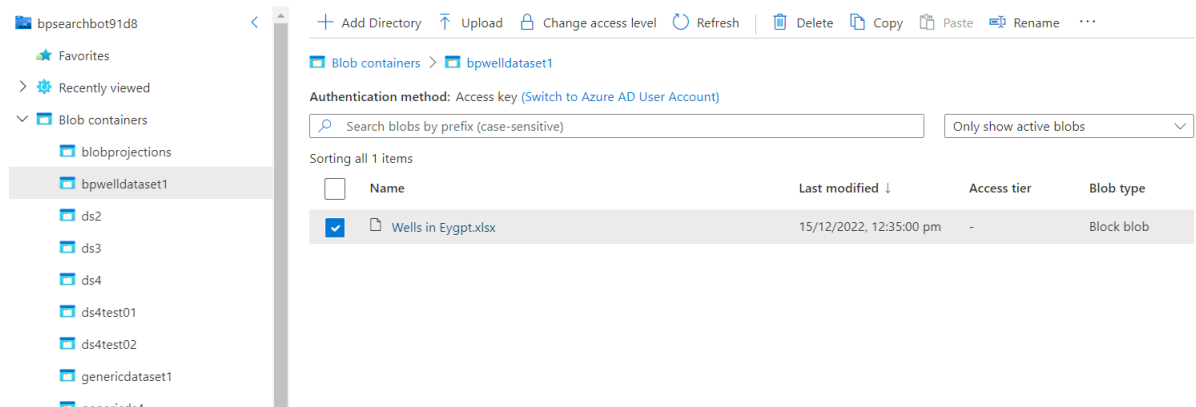 bpsearchbot91d8
Favorites
Recently viewed
Blob containers
blobprojections
bpwelldataset1
ds2
ds3
ds4
ds4test01
ds4test02
genericdataset1
Add Directory Upload Change access level Refresh Delete Copy Paste Rename ...
Blob containers > bpwelldataset1
Authentication method: Access key (Switch to Azure AD User Account)
Search blobs by prefix (case-sensitive) Only show active blobs
Sorting all 1 items
Name Last modified ↓ Access tier Blob type
Wells in Eygpt.xlsx 15/12/2022, 12:35:00 pm - Block blob